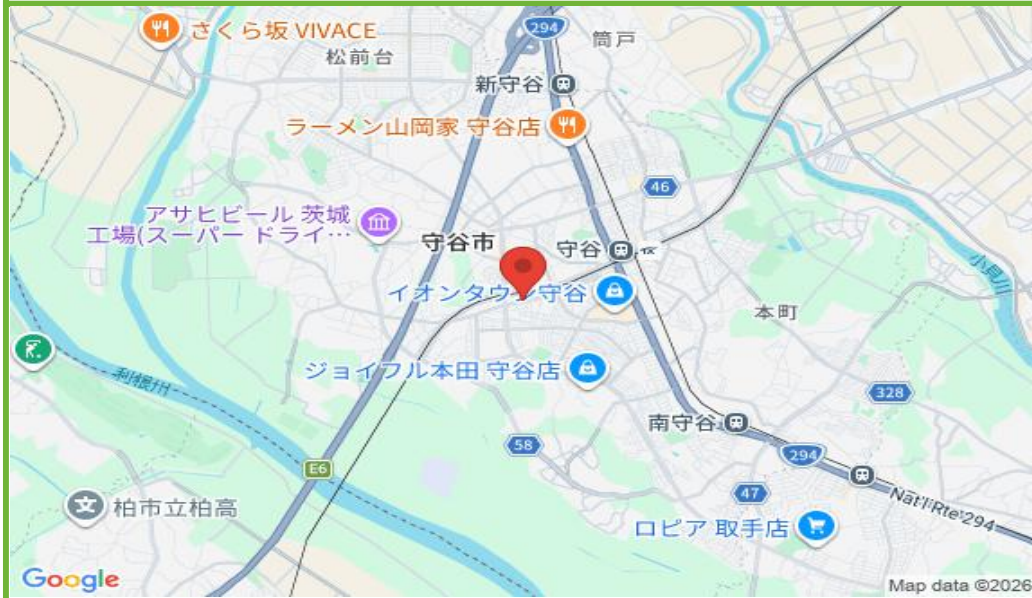 さくら坂 VIVACE
松前台
294
筒戸
新守谷
ラーメン山岡家 守谷店
46
アサヒビール 茨城
工場(スーパー ドライ…
守谷市
守谷
イオンタウン守谷
小貝川
本町
利根川
ジョイフル本田 守谷店
328
南守谷
58
294
E6
47
Nat'l Rte 294
柏市立柏高
ロピア 取手店
Google
Map data ©2026